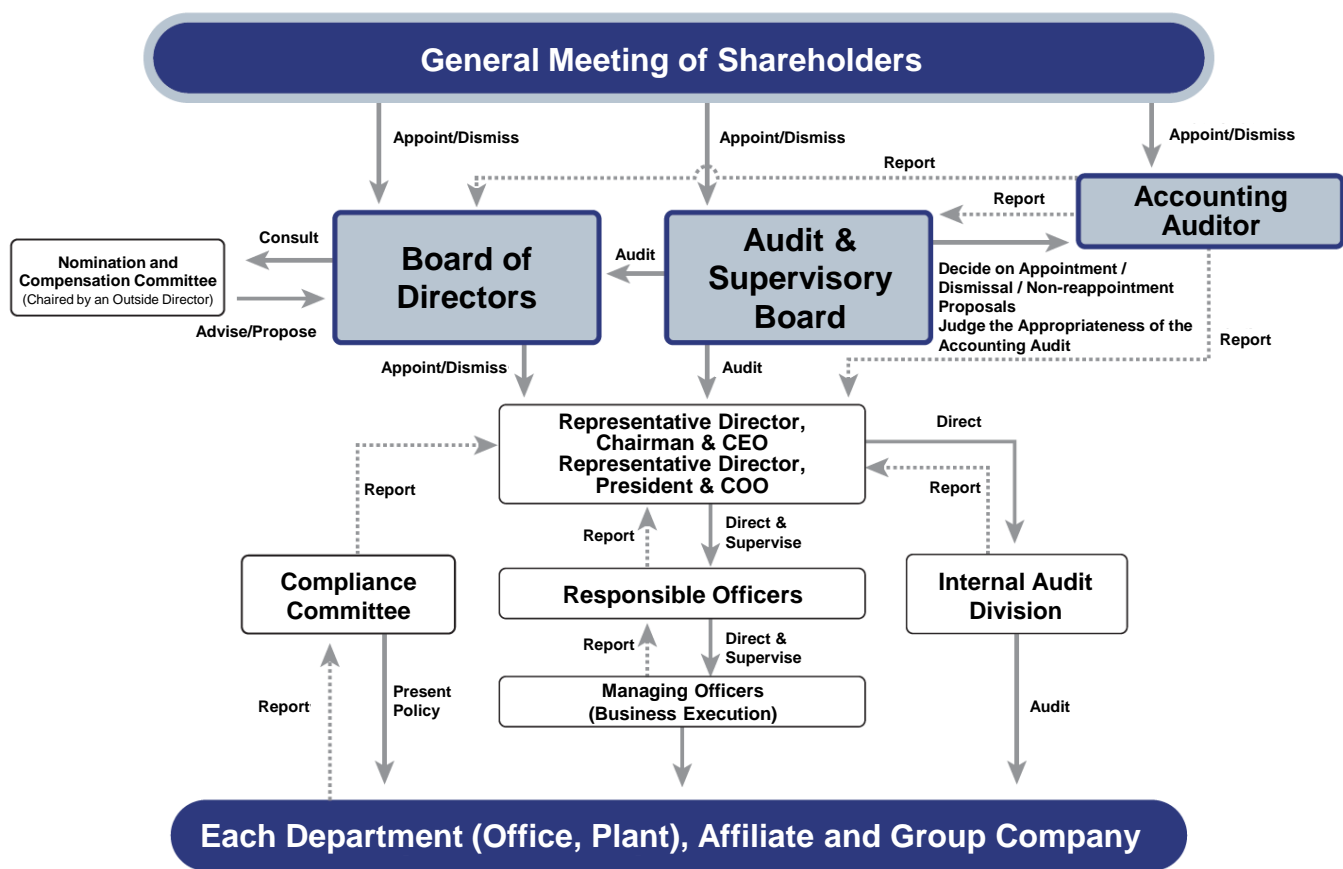 General Meeting of Shareholders
Appoint/Dismiss
Appoint/Dismiss
Appoint/Dismiss
Report
Report
Accounting
Auditor
Consult
Nomination and
Compensation Committee
(Chaired by an Outside Director)
Advise/Propose
Board of
Directors
Audit
Audit &
Supervisory
Board
Decide on Appointment /
Dismissal / Non-reappointment
Proposals
Judge the Appropriateness of the
Accounting Audit
Report
Appoint/Dismiss
Audit
Representative Director,
Chairman & CEO
Representative Director,
President & COO
Direct
Report
Report
Report
Direct &
Supervise
Compliance
Committee
Responsible Officers
Internal Audit
Division
Report
Direct &
Supervise
Managing Officers
(Business Execution)
Report
Present
Policy
Audit
Each Department (Office, Plant), Affiliate and Group Company